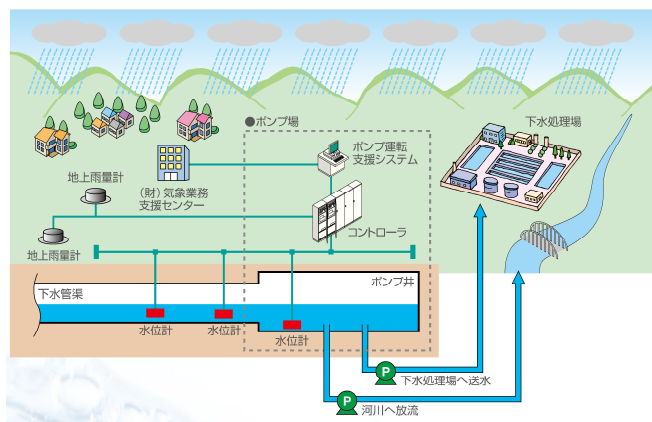 ●ポンプ場
ポンプ運転
支援システム
下水処理場
地上雨量計
(財)気象業務
支援センター
コントローラ
地上雨量計
下水管渠
ポンプ井
水位計
水位計
水位計
P
下水処理場へ送水
P
河川へ放流